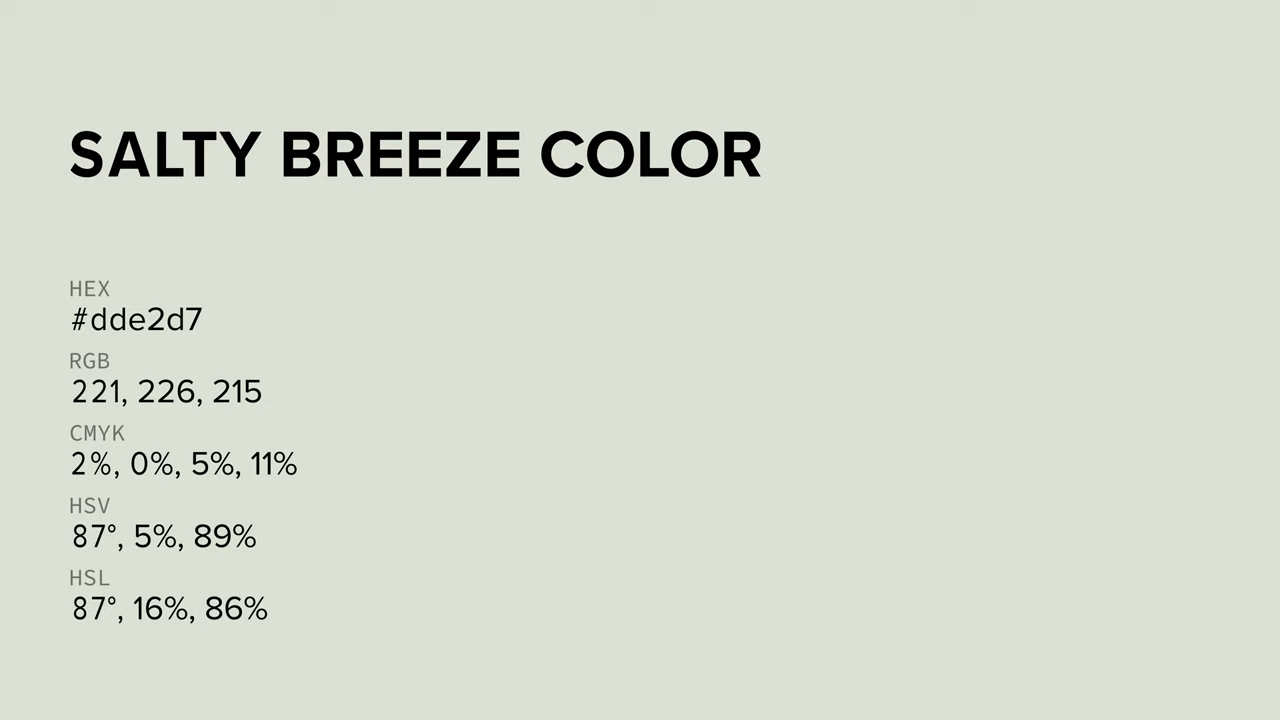 SALTY BREEZE COLOR
HEX
#dde2d7
RGB
221, 226, 215
CMYK
2%, 0%, 5%, 11%
HSV
87°, 5%, 89%
HSL
87°, 16%, 86%